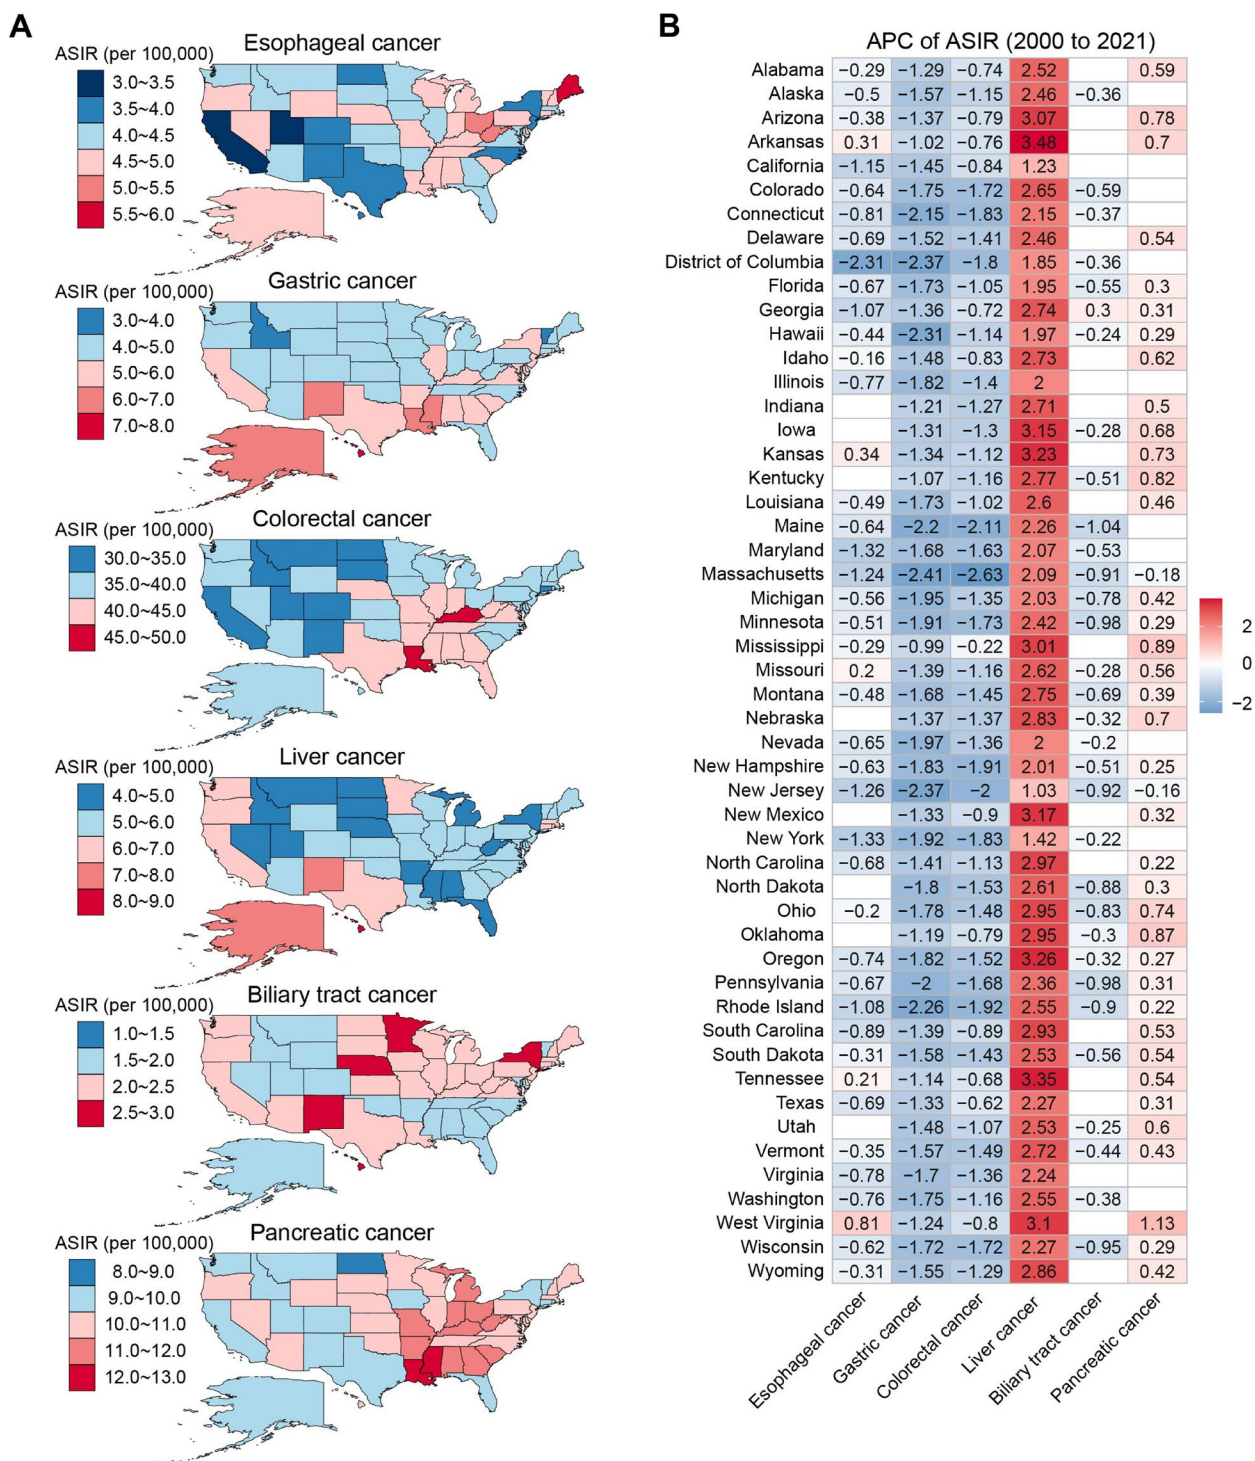 A
ASIR (per 100,000)
Esophageal cancer
3.0~3.5
3.5~4.0
4.0~4.5
4.5~5.0
5.0~5.5
5.5~6.0
ASIR (per 100,000)
Gastric cancer
3.0~4.0
4.0~5.0
5.0~6.0
6.0~7.0
7.0~8.0
ASIR (per 100,000)
Colorectal cancer
30.0~35.0
35.0~40.0
40.0~45.0
45.0~50.0
ASIR (per 100,000)
Liver cancer
4.0~5.0
5.0~6.0
6.0~7.0
7.0~8.0
8.0~9.0
ASIR (per 100,000)
Biliary tract cancer
1.0~1.5
1.5~2.0
2.0~2.5
2.5~3.0
ASIR (per 100,000)
Pancreatic cancer
8.0~9.0
9.0~10.0
10.0~11.0
11.0~12.0
12.0~13.0
B
APC of ASIR (2000 to 2021)
Alabama −0.29 −1.29 −0.74 2.52 0.59
Alaska −0.5 −1.57 −1.15 2.46 −0.36
Arizona −0.38 −1.37 −0.79 3.07 0.78
Arkansas 0.31 −1.02 −0.76 3.48 0.7
California −1.15 −1.45 −0.84 1.23
Colorado −0.64 −1.75 −1.72 2.65 −0.59
Connecticut −0.81 −2.15 −1.83 2.15 −0.37
Delaware −0.69 −1.52 −1.41 2.46 0.54
District of Columbia −2.31 −2.37 −1.8 1.85 −0.36
Florida −0.67 −1.73 −1.05 1.95 −0.55 0.3
Georgia −1.07 −1.36 −0.72 2.74 0.3 0.31
Hawaii −0.44 −2.31 −1.14 1.97 −0.24 0.29
Idaho −0.16 −1.48 −0.83 2.73 0.62
Illinois −0.77 −1.82 −1.4 2
Indiana −1.21 −1.27 2.71 0.5
Iowa −1.31 −1.3 3.15 −0.28 0.68
Kansas 0.34 −1.34 −1.12 3.23 0.73
Kentucky −1.07 −1.16 2.77 −0.51 0.82
Louisiana −0.49 −1.73 −1.02 2.6 0.46
Maine −0.64 −2.2 −2.11 2.26 −1.04
Maryland −1.32 −1.68 −1.63 2.07 −0.53
Massachusetts −1.24 −2.41 −2.63 2.09 −0.91 −0.18
Michigan −0.56 −1.95 −1.35 2.03 −0.78 0.42
Minnesota −0.51 −1.91 −1.73 2.42 −0.98 0.29
Mississippi −0.29 −0.99 −0.22 3.01 0.89
Missouri 0.2 −1.39 −1.16 2.62 −0.28 0.56
Montana −0.48 −1.68 −1.45 2.75 −0.69 0.39
Nebraska −1.37 −1.37 2.83 −0.32 0.7
Nevada −0.65 −1.97 −1.36 2 −0.2
New Hampshire −0.63 −1.83 −1.91 2.01 −0.51 0.25
New Jersey −1.26 −2.37 −2 1.03 −0.92 −0.16
New Mexico −1.33 −0.9 3.17 0.32
New York −1.33 −1.92 −1.83 1.42 −0.22
North Carolina −0.68 −1.41 −1.13 2.97 0.22
North Dakota −1.8 −1.53 2.61 −0.88 0.3
Ohio −0.2 −1.78 −1.48 2.95 −0.83 0.74
Oklahoma −1.19 −0.79 2.95 −0.3 0.87
Oregon −0.74 −1.82 −1.52 3.26 −0.32 0.27
Pennsylvania −0.67 −2 −1.68 2.36 −0.98 0.31
Rhode Island −1.08 −2.26 −1.92 2.55 −0.9 0.22
South Carolina −0.89 −1.39 −0.89 2.93 0.53
South Dakota −0.31 −1.58 −1.43 2.53 −0.56 0.54
Tennessee 0.21 −1.14 −0.68 3.35 0.54
Texas −0.69 −1.33 −0.62 2.27 0.31
Utah −1.48 −1.07 2.53 −0.25 0.6
Vermont −0.35 −1.57 −1.49 2.72 −0.44 0.43
Virginia −0.78 −1.7 −1.36 2.24
Washington −0.76 −1.75 −1.16 2.55 −0.38
West Virginia 0.81 −1.24 −0.8 3.1 1.13
Wisconsin −0.62 −1.72 −1.72 2.27 −0.95 0.29
Wyoming −0.31 −1.55 −1.29 2.86 0.42
Esophageal cancer
Gastric cancer
Colorectal cancer
Liver cancer
Biliary tract cancer
Pancreatic cancer
2
0
−2